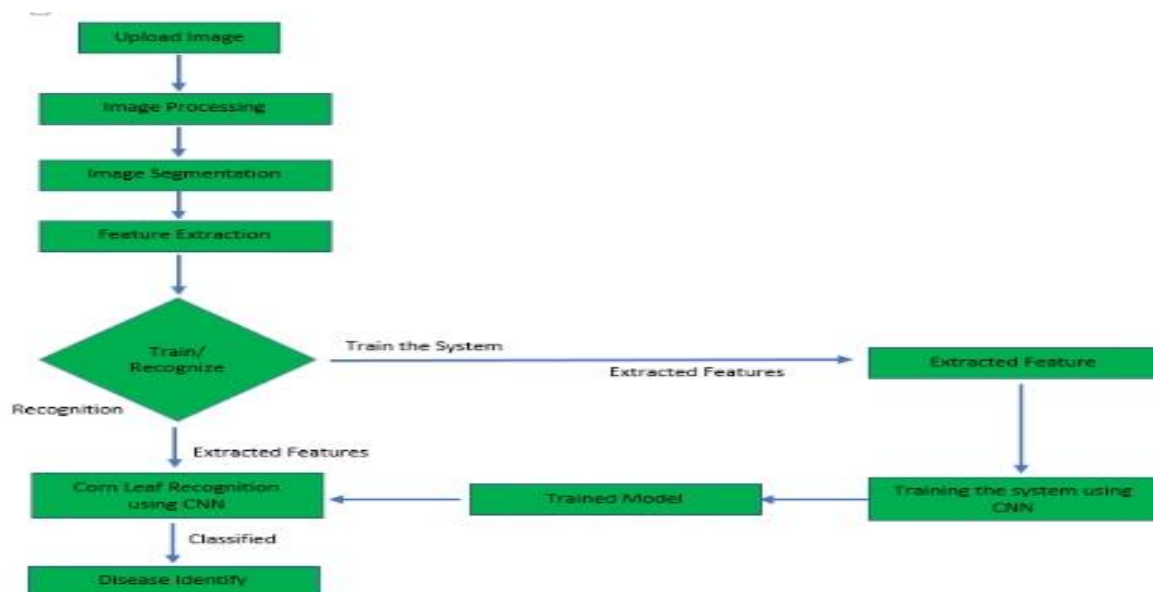 Upload Image
Image Processing
Image Segmentation
Feature Extraction
Train/
Recognize
Train the System
Extracted Features
Extracted Feature
Recognition
Extracted Features
Corn Leaf Recognition
using CNN
Trained Model
Training the system using
CNN
Classified
Disease Identify